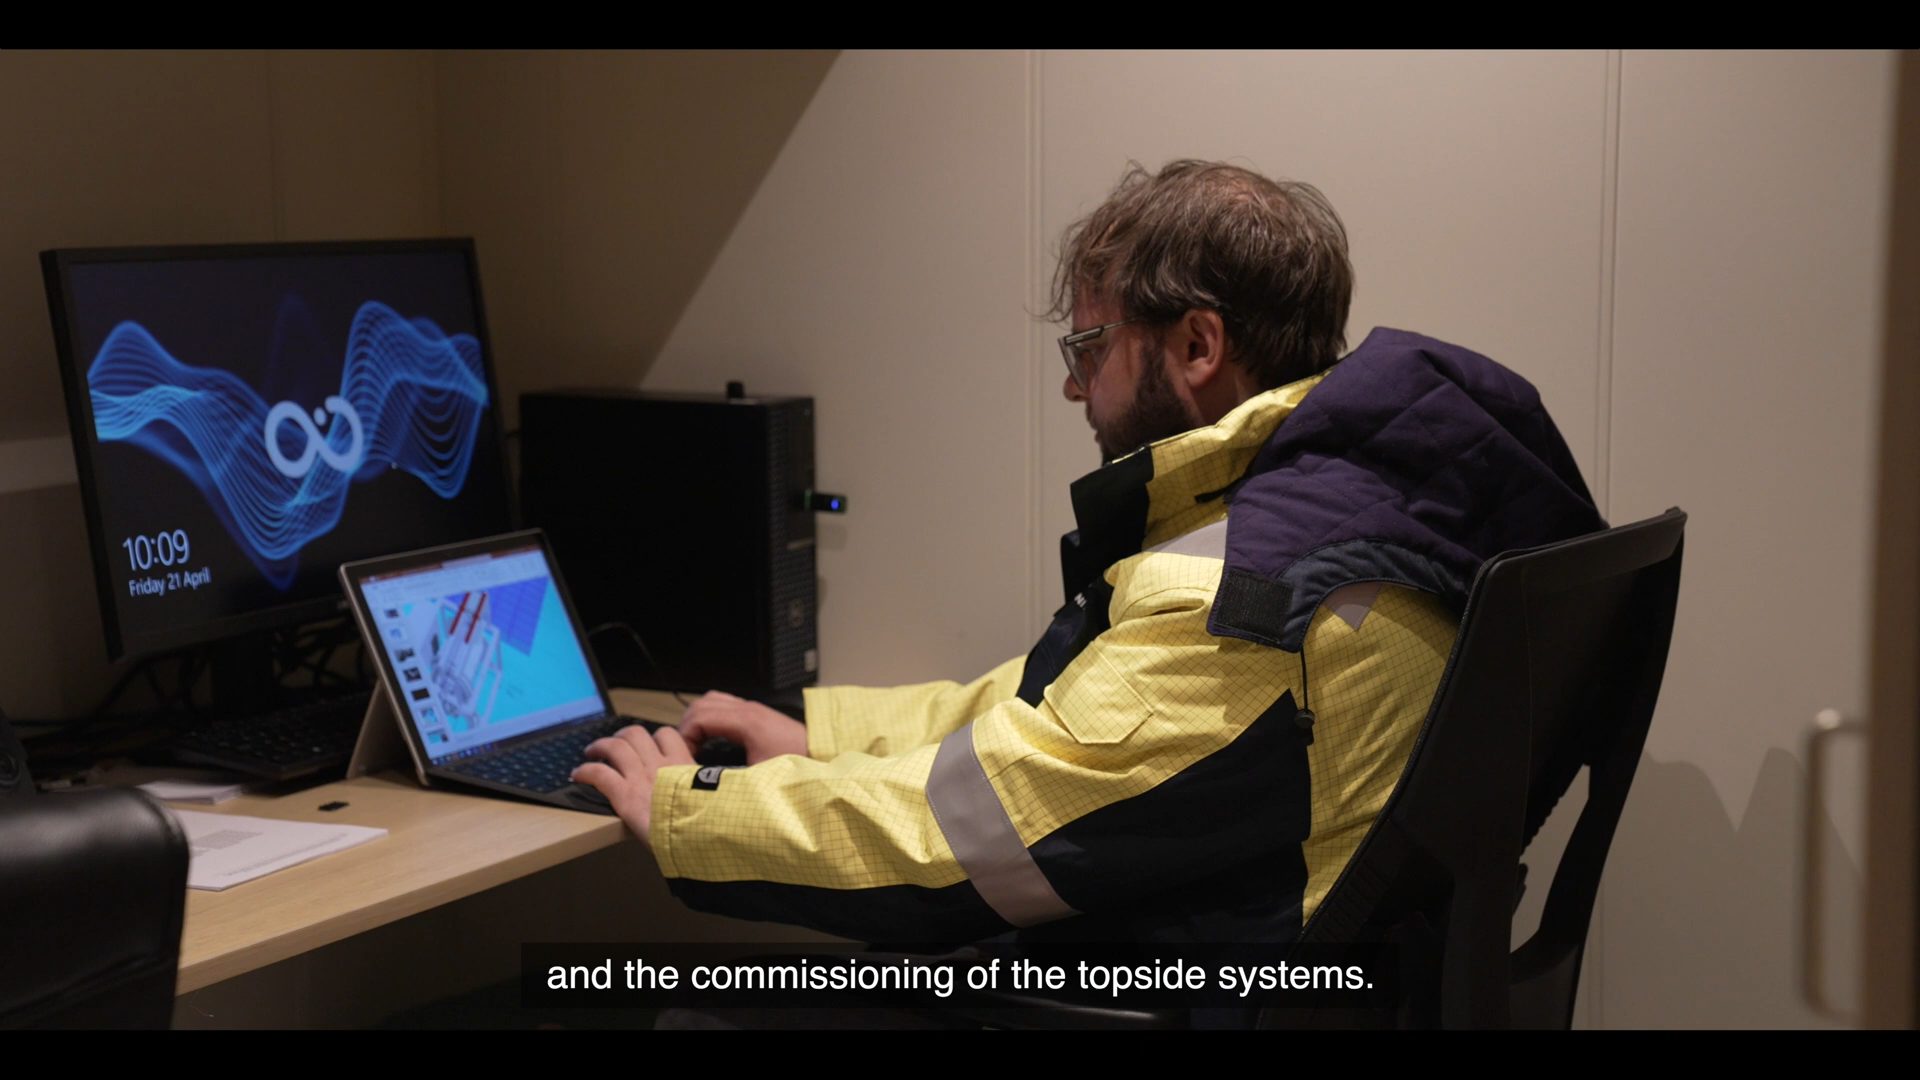 10:09
Friday 21 April
and the commissioning of the topside systems.